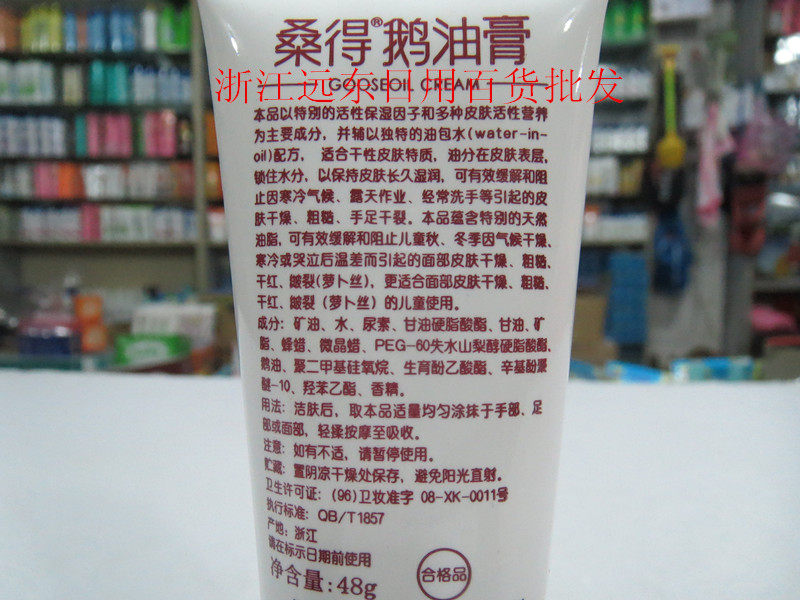 桑得®鹅油膏
GOOSEOIL CREAM
浙江远东日用百货批发
本品以特别的活性保湿因子和多种皮肤活性营养
为主要成分，并辅以独特的油包水(water-in-
oil)配方， 适合干性皮肤特质，油分在皮肤表层，
锁住水分，以保持皮肤长久湿润，可有效缓解和阻
止因寒冷气候、露天作业、经常洗手等引起的皮
肤干燥、粗糙、手足干裂。本品蕴含特别的天然
油脂，可有效缓解和阻止儿童秋、冬季因气候干燥、
寒冷或哭泣后温差而引起的面部皮肤干燥、粗糙、
干红、皴裂(萝卜丝)，更适合面部皮肤干燥、粗糙、
干红、皴裂(萝卜丝)的儿童使用。
成分：矿油、水、尿素、甘油硬脂酸酯、甘油、矿
脂、蜂蜡、微晶蜡、PEG-60失水山梨醇硬脂酸酯、
鹅油、聚二甲基硅氧烷、生育酚乙酸酯、辛基酚聚
醚-10、羟苯乙酯、香精。
用法：洁肤后，取本品适量均匀涂抹于手部、足
部或面部，轻揉按摩至吸收。
注意：如有不适，请暂停使用。
贮藏：置阴凉干燥处保存，避免阳光直射。
卫生许可证：(96)卫妆准字 08-XK-0011号
执行标准：QB/T1857
产地：浙江
请在标示日期前使用
净含量:48g
合格品